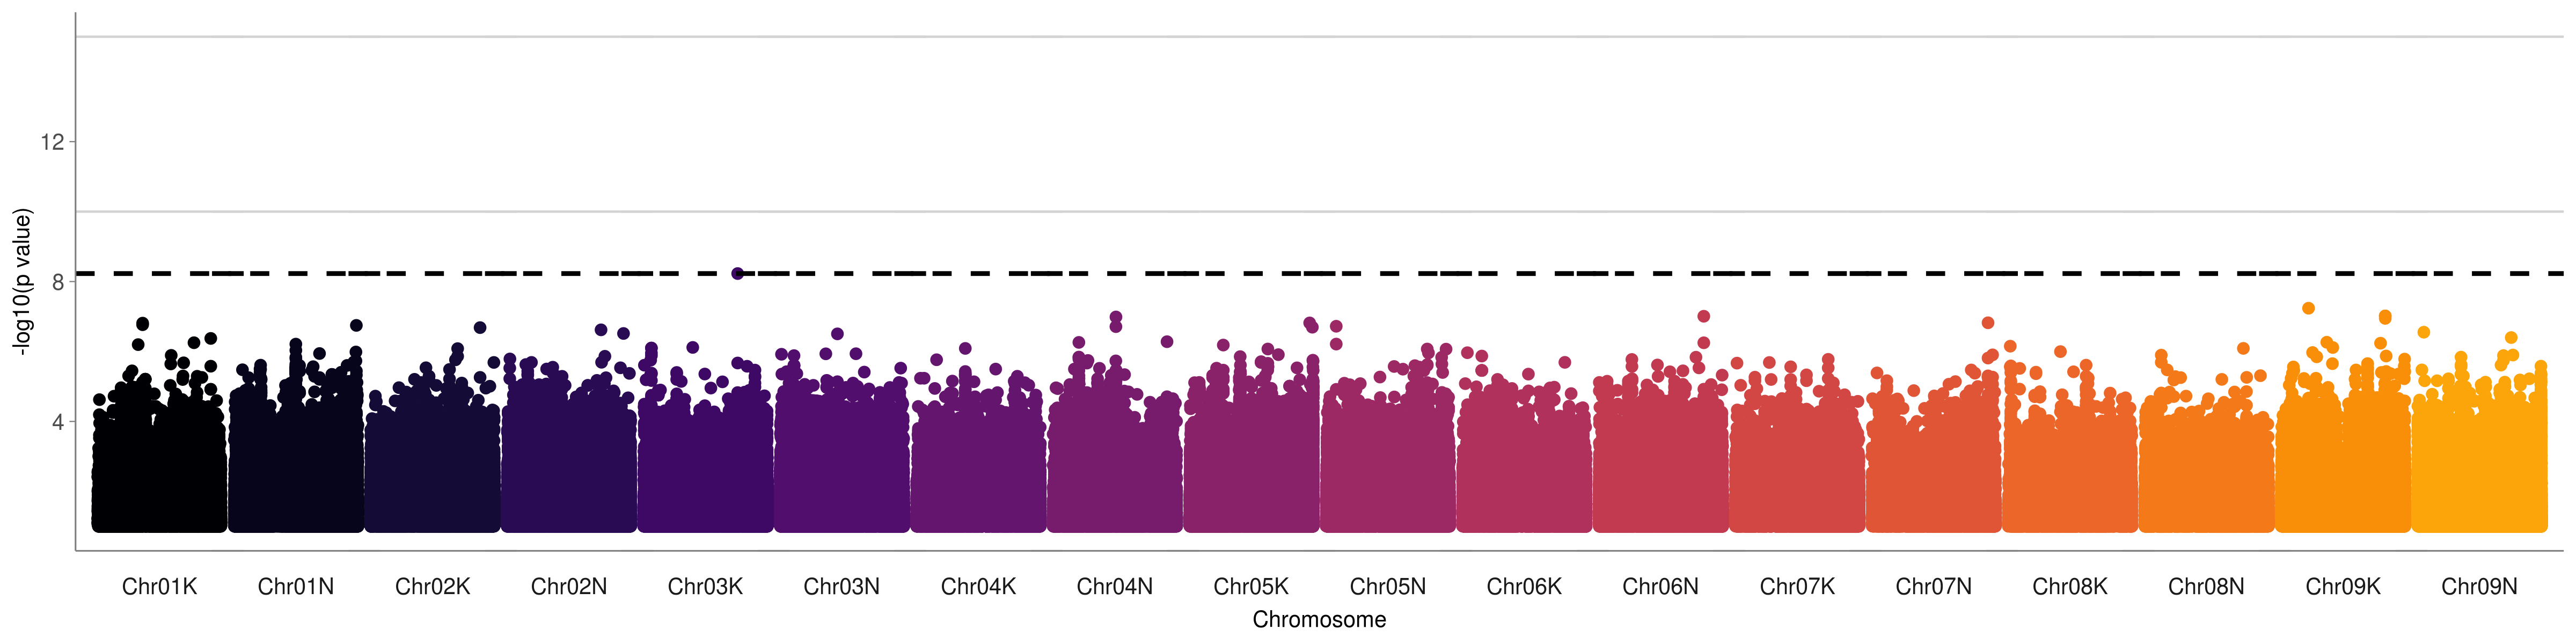 -log10(p value)
12
8
4
Chr01K Chr01N Chr02K Chr02N Chr03K Chr03N Chr04K Chr04N Chr05K Chr05N Chr06K Chr06N Chr07K Chr07N Chr08K Chr08N Chr09K Chr09N
Chromosome